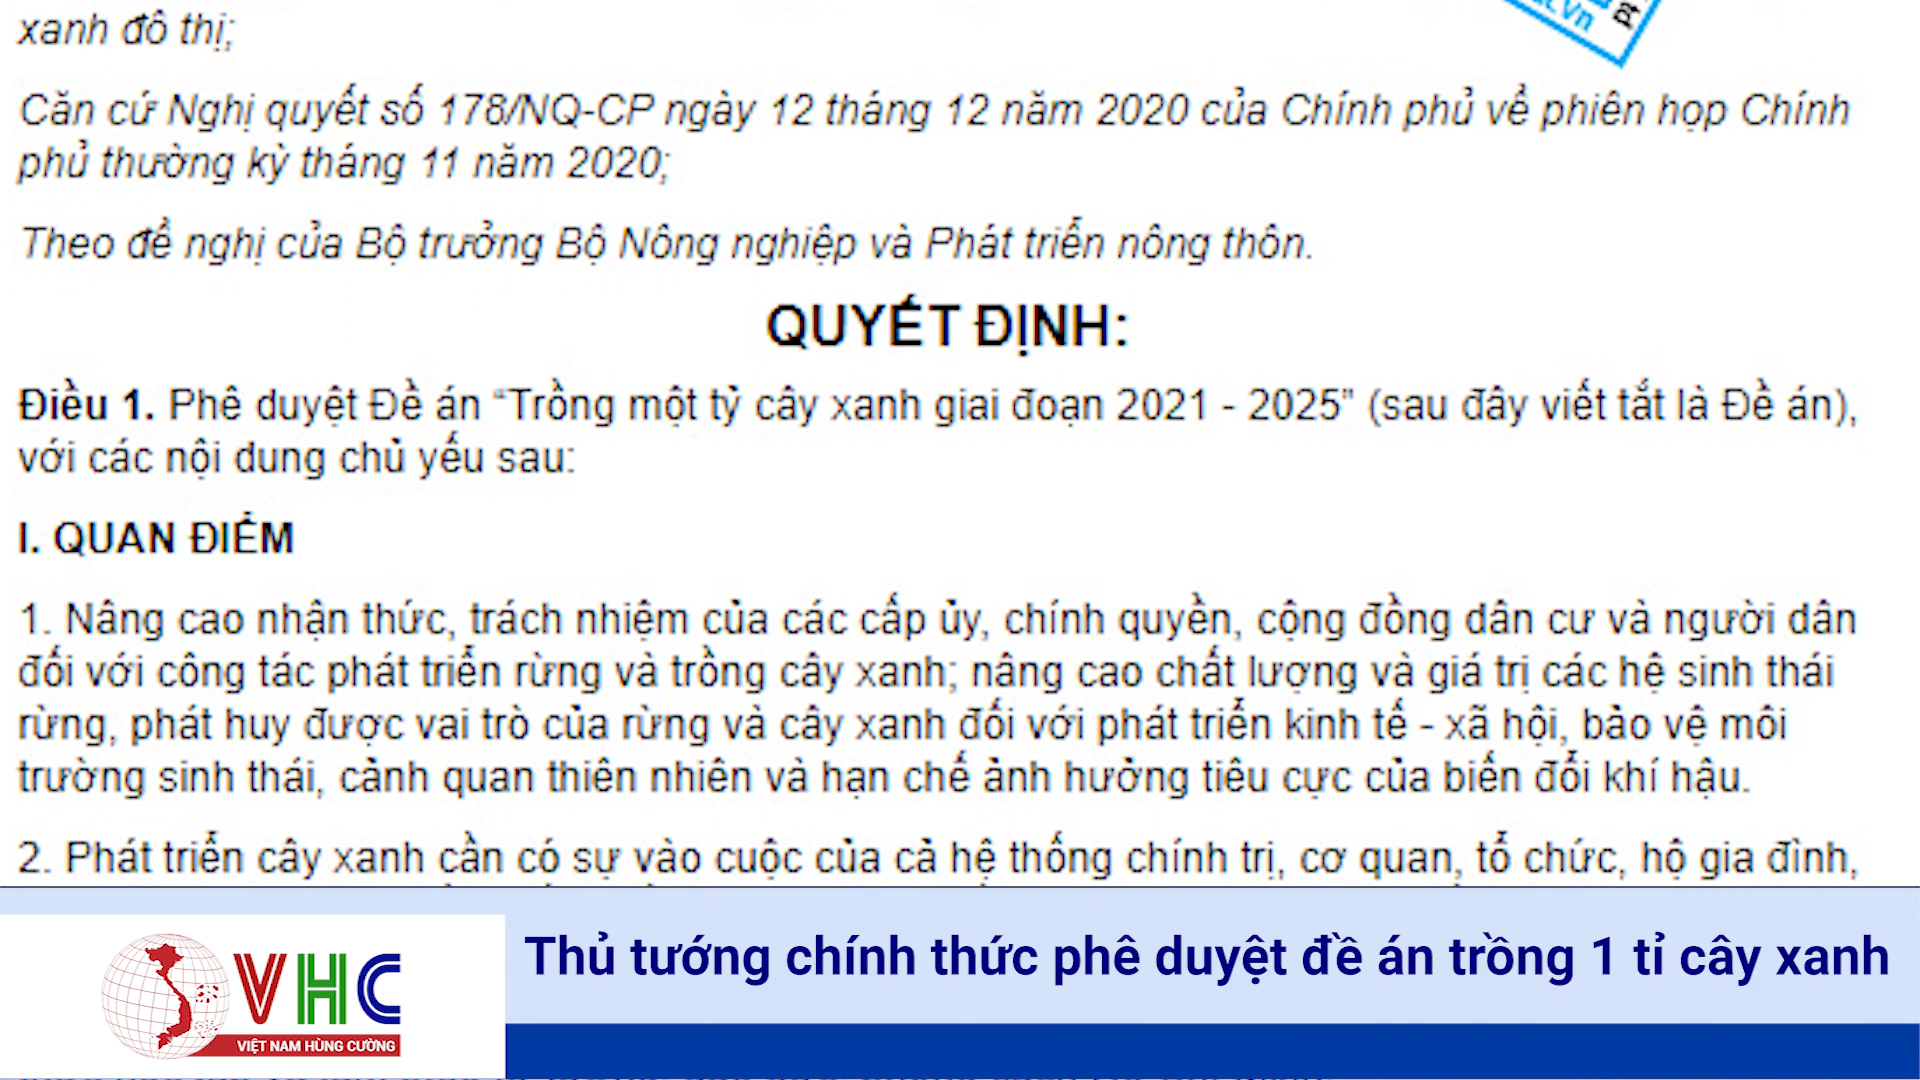 xanh đô thị;
Căn cứ Nghị quyết số 178/NQ-CP ngày 12 tháng 12 năm 2020 của Chính phủ về phiên họp Chính
phủ thường kỳ tháng 11 năm 2020;
Theo đề nghị của Bộ trưởng Bộ Nông nghiệp và Phát triển nông thôn.
QUYẾT ĐỊNH:
Điều 1. Phê duyệt Đề án “Trồng một tỷ cây xanh giai đoạn 2021 - 2025” (sau đây viết tắt là Đề án),
với các nội dung chủ yếu sau:
I. QUAN ĐIỂM
1. Nâng cao nhận thức, trách nhiệm của các cấp ủy, chính quyền, cộng đồng dân cư và người dân
đối với công tác phát triển rừng và trồng cây xanh; nâng cao chất lượng và giá trị các hệ sinh thái
rừng, phát huy được vai trò của rừng và cây xanh đối với phát triển kinh tế - xã hội, bảo vệ môi
trường sinh thái, cảnh quan thiên nhiên và hạn chế ảnh hưởng tiêu cực của biến đổi khí hậu.
2. Phát triển cây xanh cần có sự vào cuộc của cả hệ thống chính trị, cơ quan, tổ chức, hộ gia đình,
Thủ tướng chính thức phê duyệt đề án trồng 1 tỉ cây xanh
VHC
VIỆT NAM HÙNG CƯỜNG